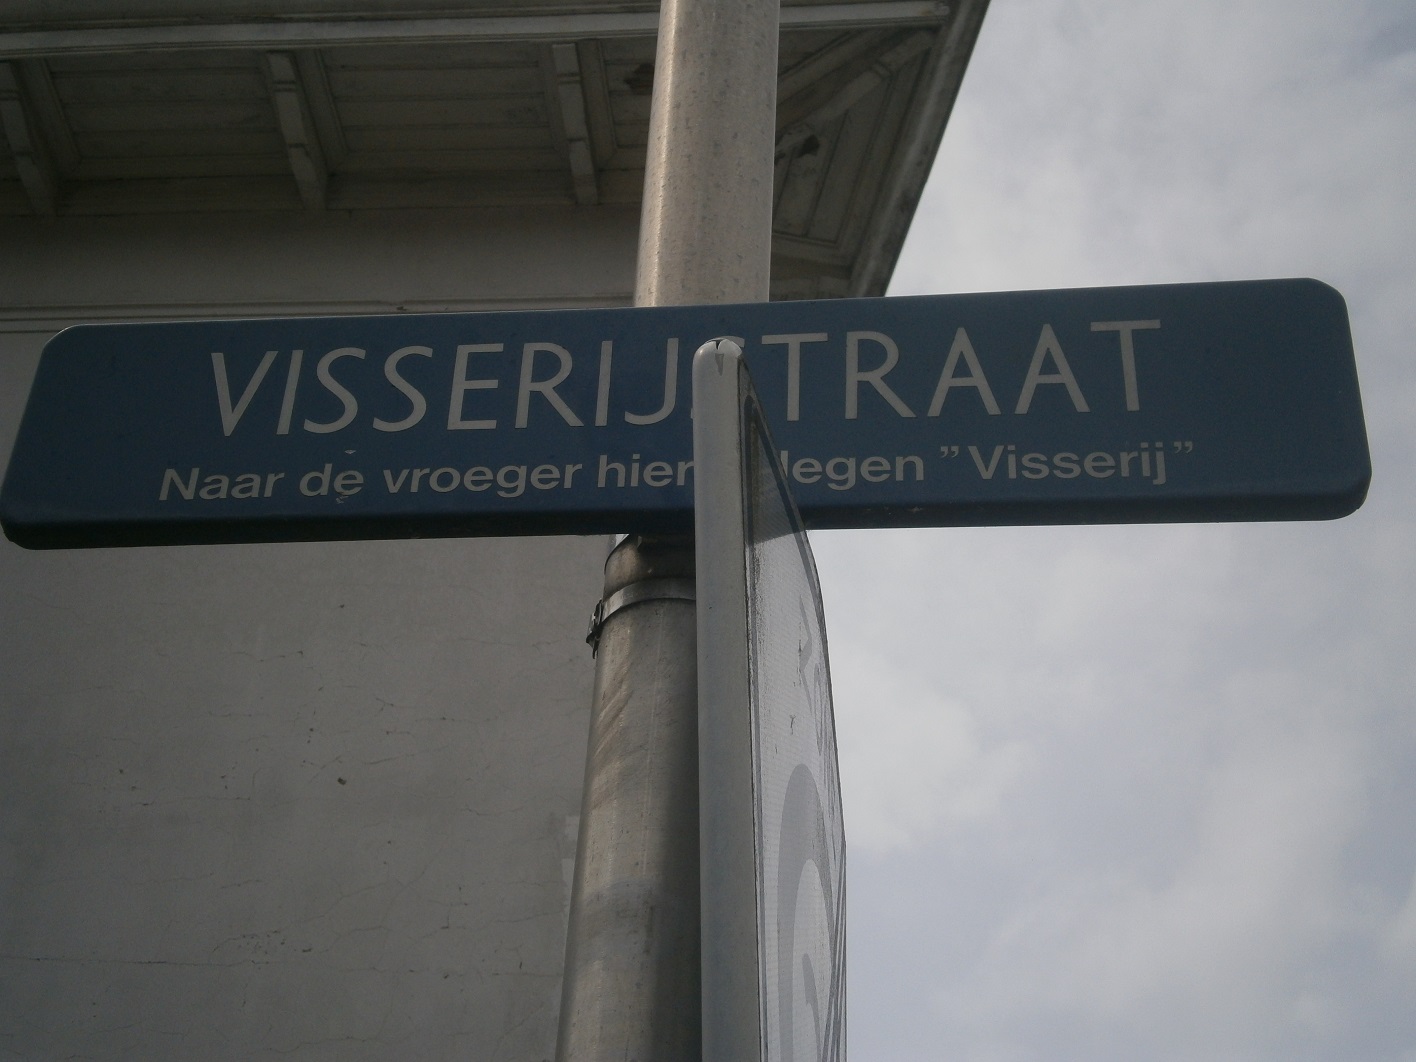 VISSERIJSTRAAT
Naar de vroeger hier gelegen "Visserij"